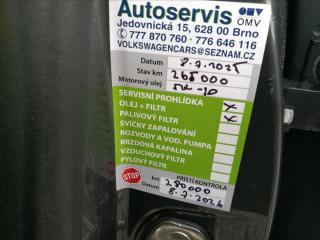 Autoservis OMV
Jedovnická 15, 628 00 Brno
777 870 760 - 776 646 116
VOLKSWAGENCARS@SEZNAM.CZ
Datum 8.7.2025
Stav km 265000
Motorový olej 5W-40
SERVISNÍ PROHLÍDKA X
OLEJ + FILTR X
PALIVOVÝ FILTR
SVÍČKY ZAPALOVÁNÍ
ROZVODY A VOD. PUMPA
BRZDOVÁ KAPALINA
VZDUCHOVÝ FILTR
PYLOVÝ FILTR
STOP PŘÍŠTÍ KONTROLA
km 280000
Datum 8.7.2026